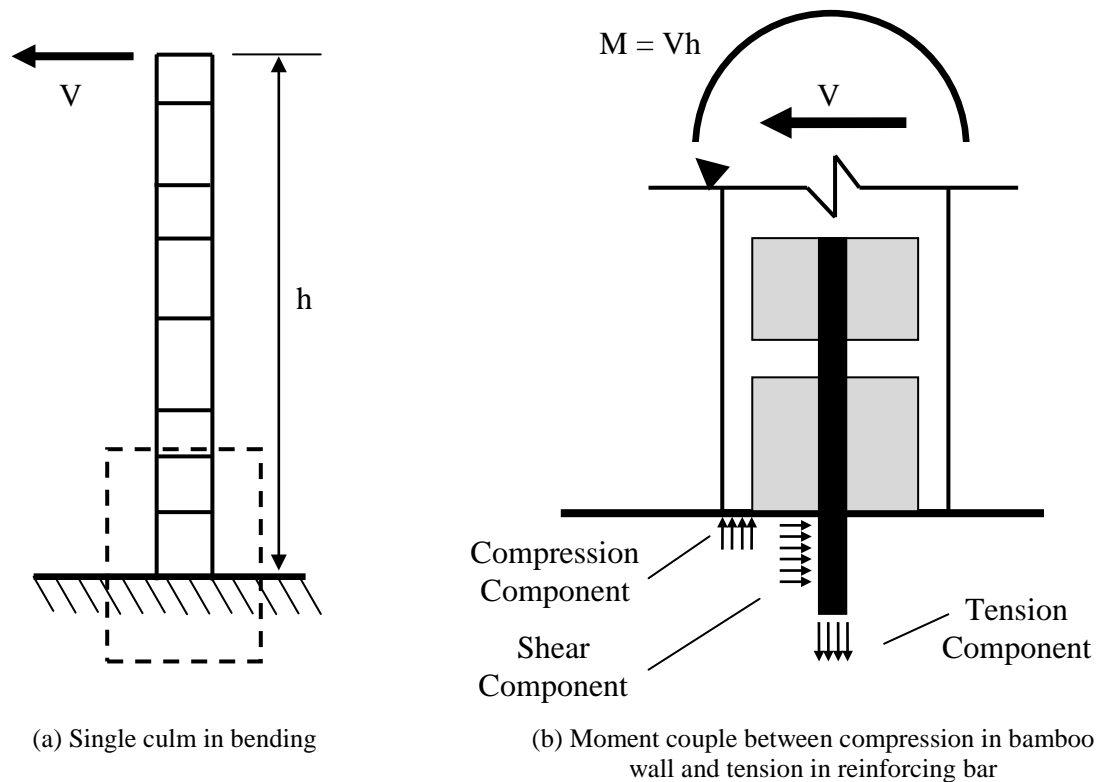 V
h
(a) Single culm in bending
M = Vh
V
Compression
Component
Shear
Component
Tension
Component
(b) Moment couple between compression in bamboo
wall and tension in reinforcing bar